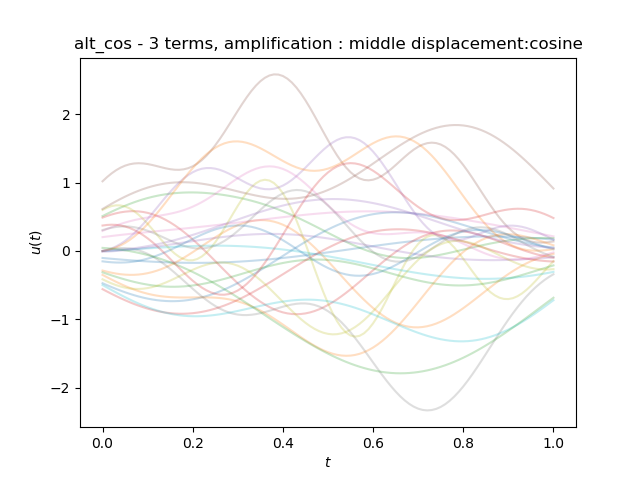 alt_cos - 3 terms, amplification : middle displacement:cosine
u(t)
2
1
0
−1
−2
0.0 0.2 0.4 0.6 0.8 1.0
t